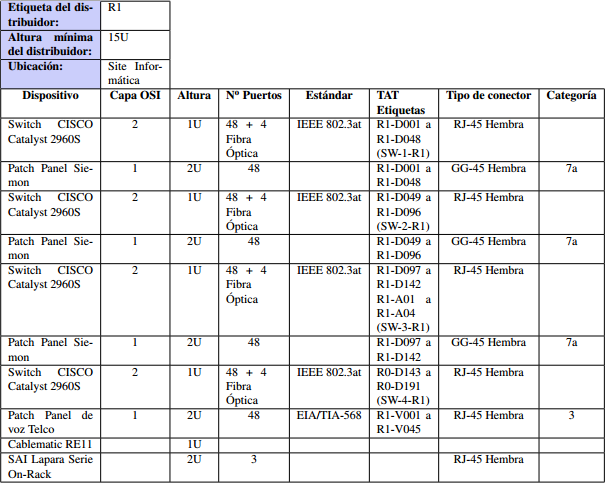 Etiqueta del dis- R1
tribuidor:
Altura mínima 15U
del distribuidor:
Ubicación: Site Infor-
mática
Dispositivo Capa OSI Altura Nº Puertos Estándar TAT Tipo de conector Categoría
Etiquetas
Switch CISCO 2 1U 48 + 4 IEEE 802.3at R1-D001 a RJ-45 Hembra
Catalyst 2960S Fibra R1-D048
Óptica (SW-1-R1)
Patch Panel Sie- 1 2U 48 R1-D001 a GG-45 Hembra 7a
mon R1-D048
Switch CISCO 2 1U 48 + 4 IEEE 802.3at R1-D049 a RJ-45 Hembra
Catalyst 2960S Fibra R1-D096
Óptica (SW-2-R1)
Patch Panel Sie- 1 2U 48 R1-D049 a GG-45 Hembra 7a
mon R1-D096
Switch CISCO 2 1U 48 + 4 IEEE 802.3at R1-D097 a RJ-45 Hembra
Catalyst 2960S Fibra R1-D142
Óptica R1-A01 a
R1-A04
(SW-3-R1)
Patch Panel Sie- 1 2U 48 R1-D097 a GG-45 Hembra 7a
mon R1-D142
Switch CISCO 2 1U 48 + 4 IEEE 802.3at R0-D143 a RJ-45 Hembra
Catalyst 2960S Fibra R0-D191
Óptica (SW-4-R1)
Patch Panel de 1 2U 48 EIA/TIA-568 R1-V001 a RJ-45 Hembra 3
voz Telco R1-V045
Cablematic RE11 1U
SAI Lapara Serie 2U 3 RJ-45 Hembra
On-Rack